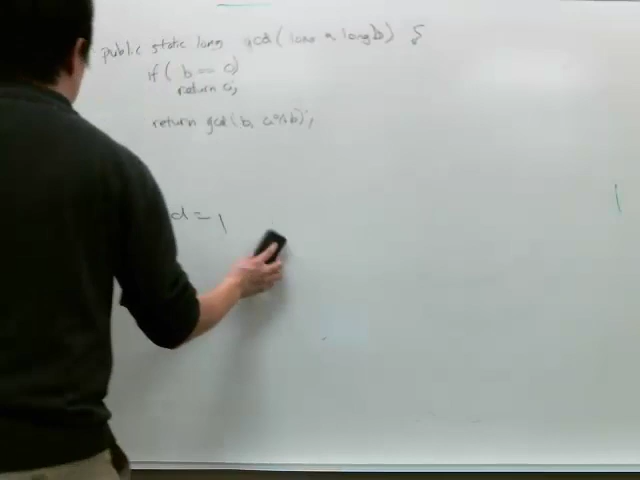 public static long gcd(long a, long b) {
if( b == 0)
return a;
return gcd(b, a%b);
d = 1